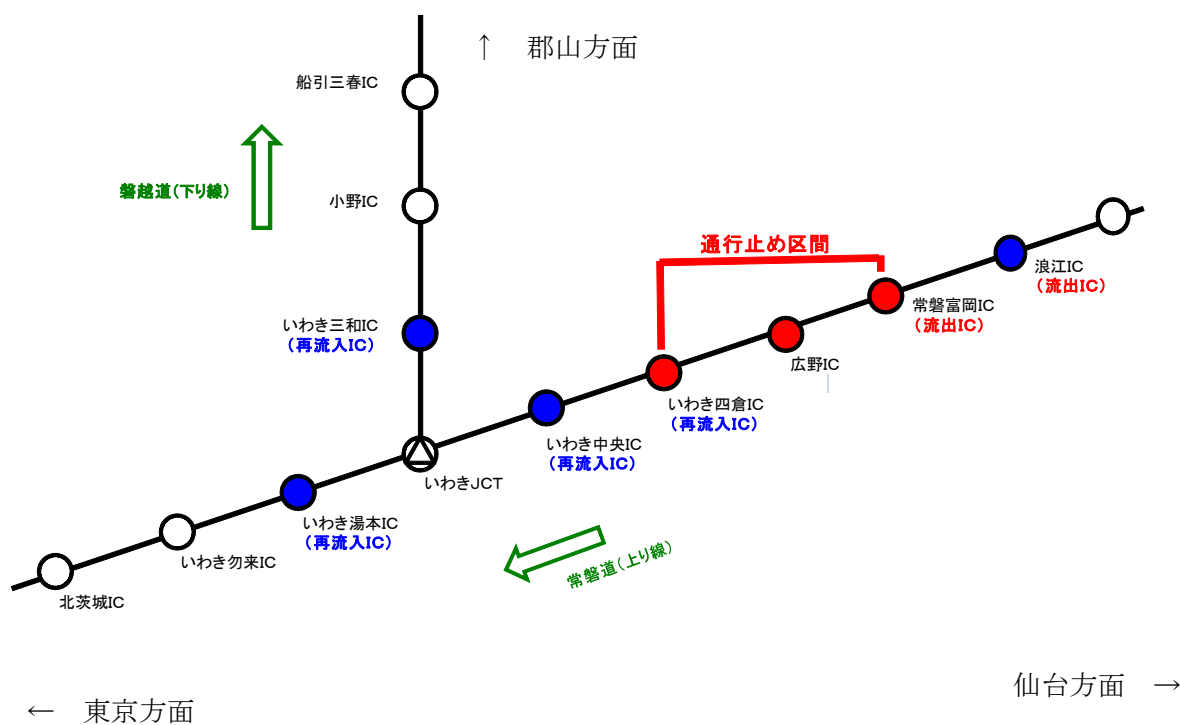 ↑ 郡山方面
船引三春IC
磐越道(下り線)
小野IC
通行止め区間
浪江IC
(流出IC)
常磐富岡IC
(流出IC)
いわき三和IC
(再流入IC)
広野IC
いわき四倉IC
(再流入IC)
いわき中央IC
(再流入IC)
いわきJCT
いわき湯本IC
(再流入IC)
いわき勿来IC
常磐道(上り線)
北茨城IC
仙台方面 →
← 東京方面